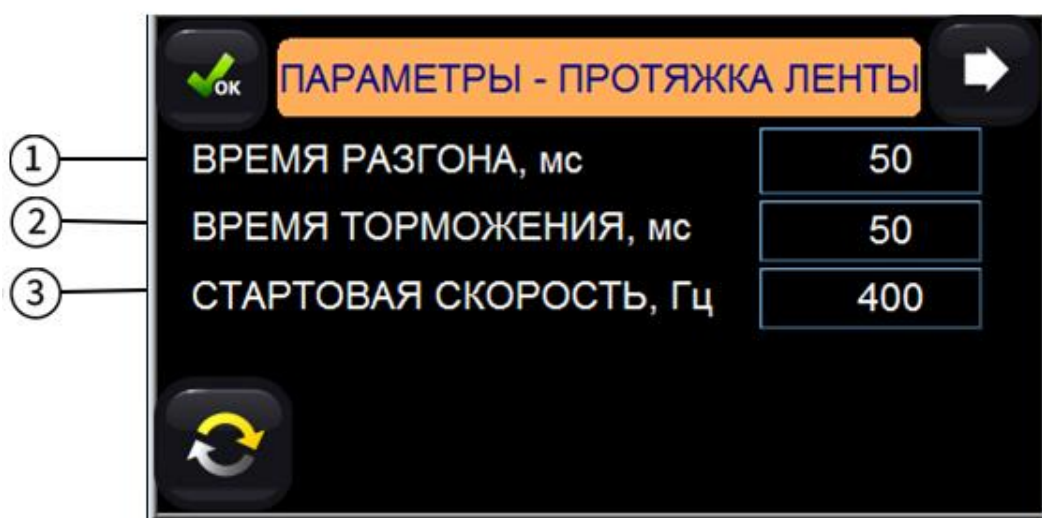 OK
ПАРАМЕТРЫ - ПРОТЯЖКА ЛЕНТЫ
1 ВРЕМЯ РАЗГОНА, мс 50
2 ВРЕМЯ ТОРМОЖЕНИЯ, мс 50
3 СТАРТОВАЯ СКОРОСТЬ, Гц 400